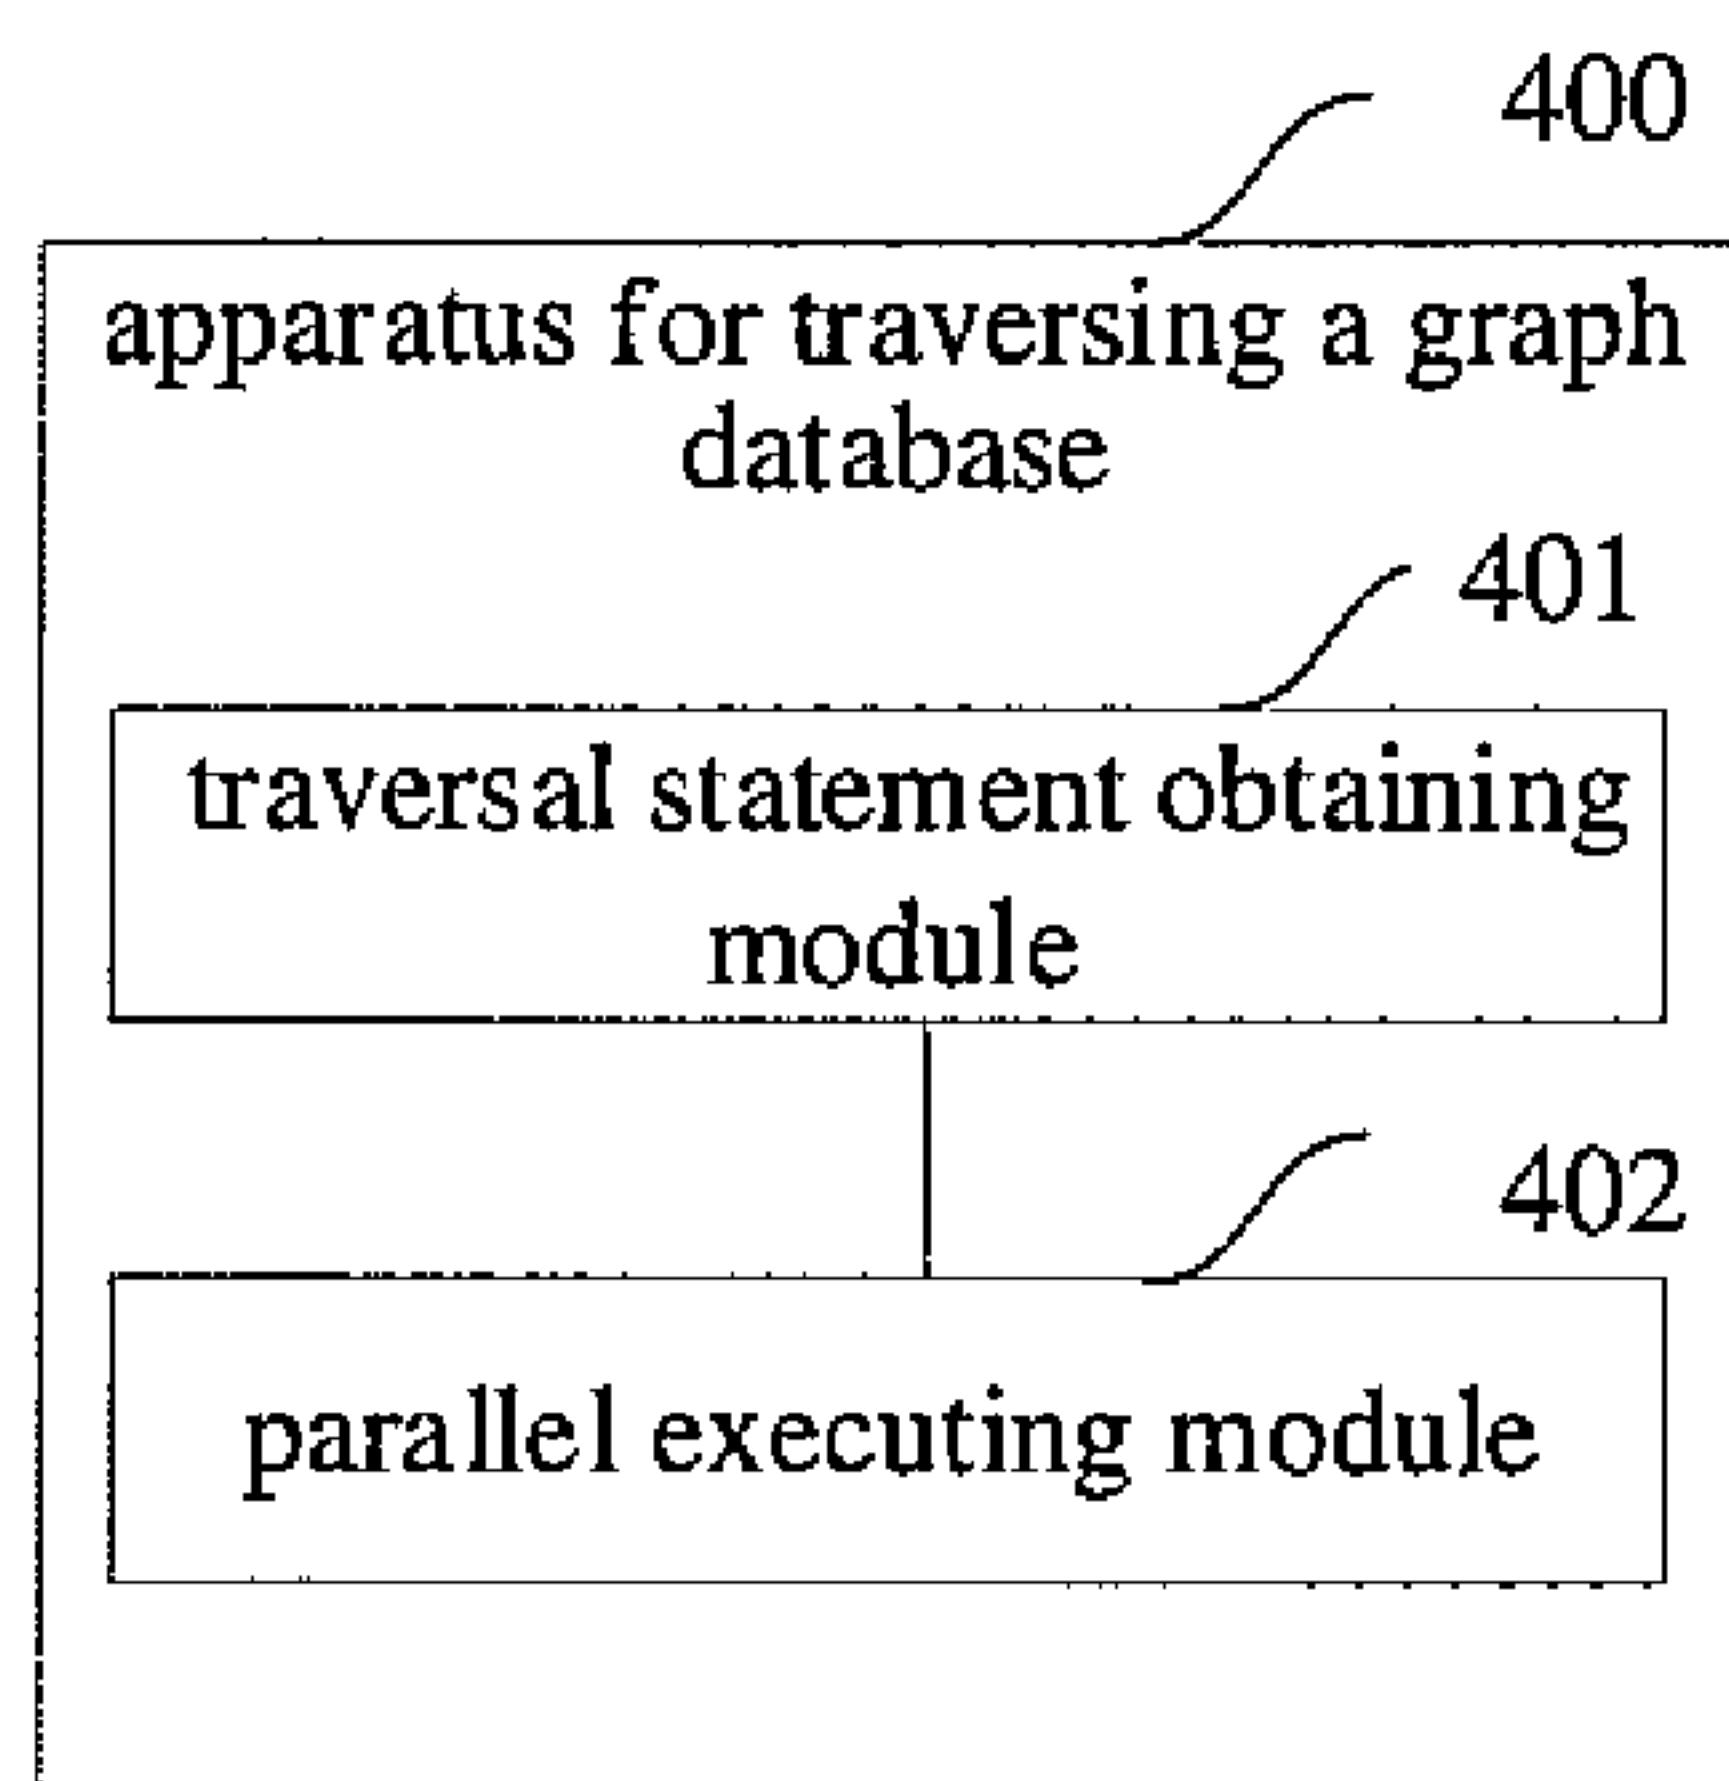 400
apparatus for traversing a graph
database
401
traversal statement obtaining
module
402
parallel executing module